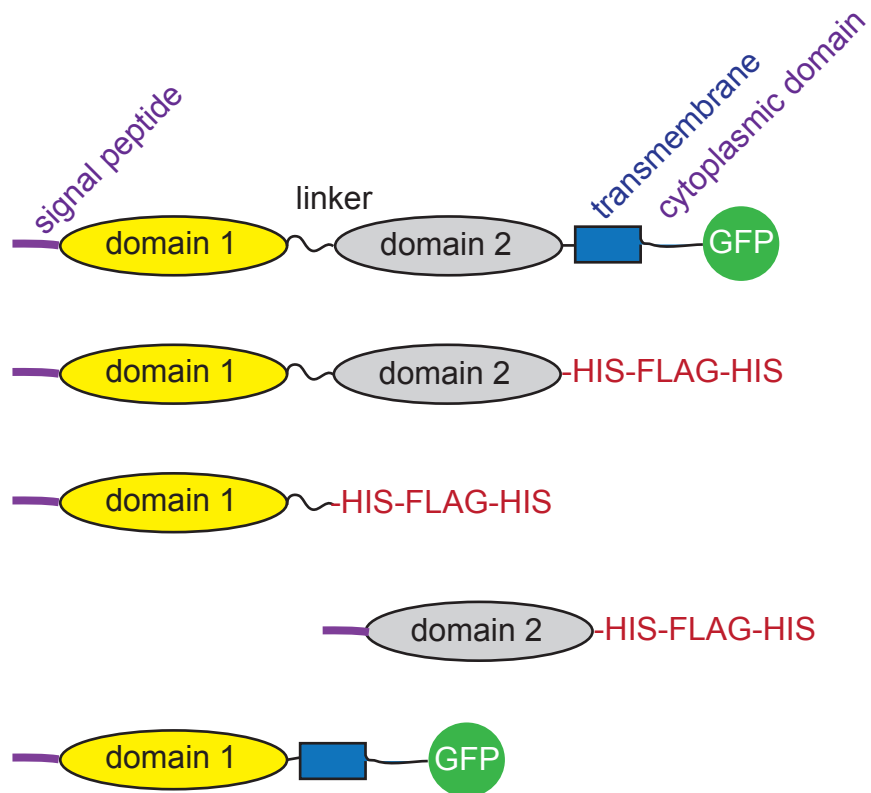 signal peptide
linker
transmembrane
cytoplasmic domain
domain 1
domain 2
GFP
domain 1
domain 2
-HIS-FLAG-HIS
domain 1
-HIS-FLAG-HIS
domain 2
-HIS-FLAG-HIS
domain 1
GFP